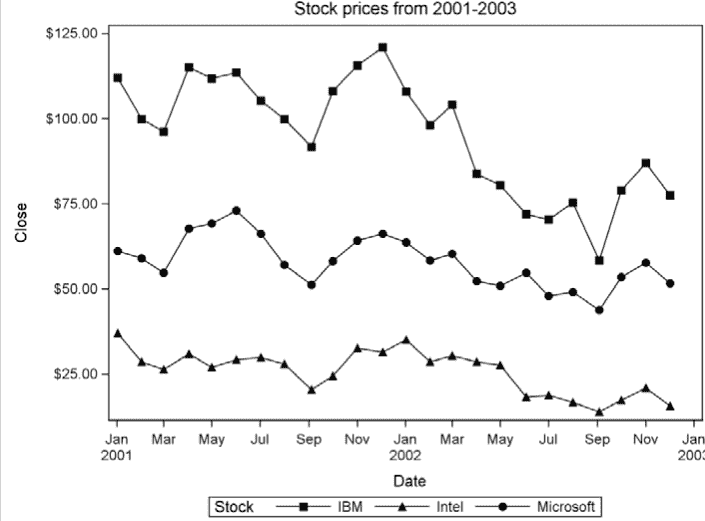 Stock prices from 2001-2003
$125.00
$100.00
$75.00
$50.00
$25.00
Close
Jan Mar May Jul Sep Nov Jan Mar May Jul Sep Nov Jan
2001 2002 2003
Date
Stock IBM Intel Microsoft